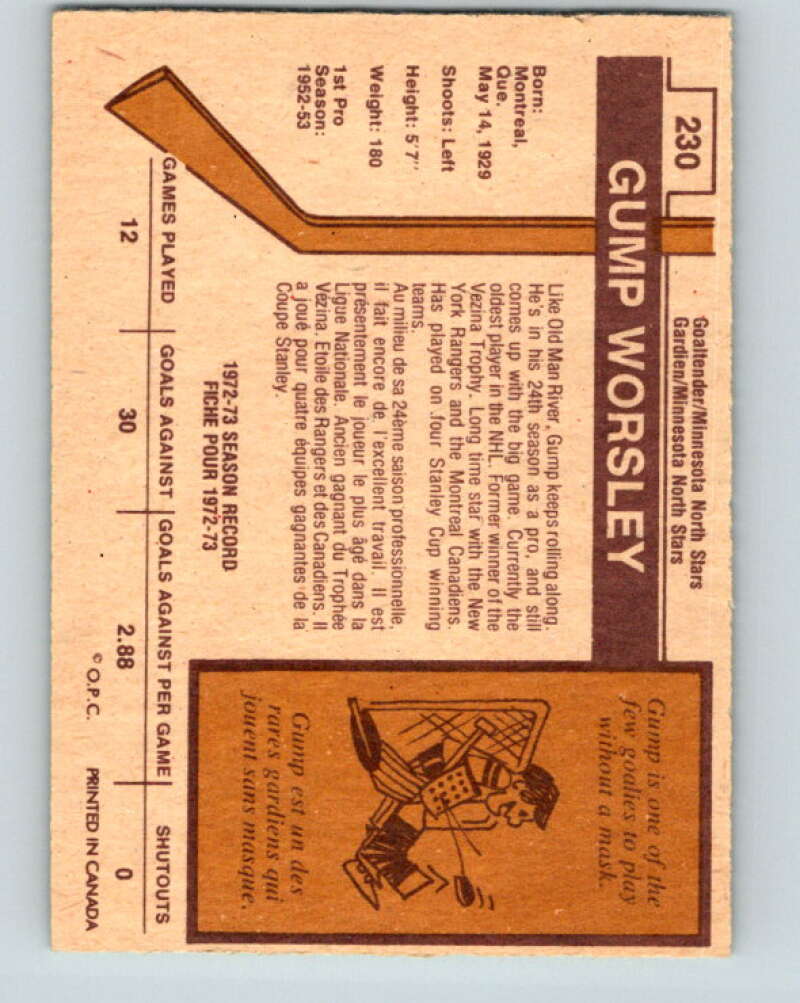 230
Goaltender/Minnesota North Stars
Gardien/Minnesota North Stars
GUMP WORSLEY
Born:
Montreal,
Que.
May 14, 1929
Shoots: Left
Height: 5'7"
Weight: 180
1st Pro
Season:
1952-53
Like Old Man River, Gump keeps rolling along.
He's in his 24th season as a pro, and still
comes up with the big game. Currently the
oldest player in the NHL. Former winner of the
Vezina Trophy. Long time star with the New
York Rangers and the Montreal Canadiens.
Has played on four Stanley Cup winning
teams.
Au milieu de sa 24ème saison professionnelle,
il fait encore de l'excellent travail. Il est
présentement le joueur le plus âgé dans la
Ligue Nationale. Ancien gagnant du Trophée
Vézina. Etoile des Rangers et des Canadiens. Il
a joué pour quatre équipes gagnantes de la
Coupe Stanley.
Gump is one of the
few goalies to play
without a mask.
Gump est un des
rares gardiens qui
jouent sans masque.
1972-73 SEASON RECORD
FICHE POUR 1972-73
GAMES PLAYED GOALS AGAINST GOALS AGAINST PER GAME SHUTOUTS
12 30 2.88 0
© O.P.C. PRINTED IN CANADA